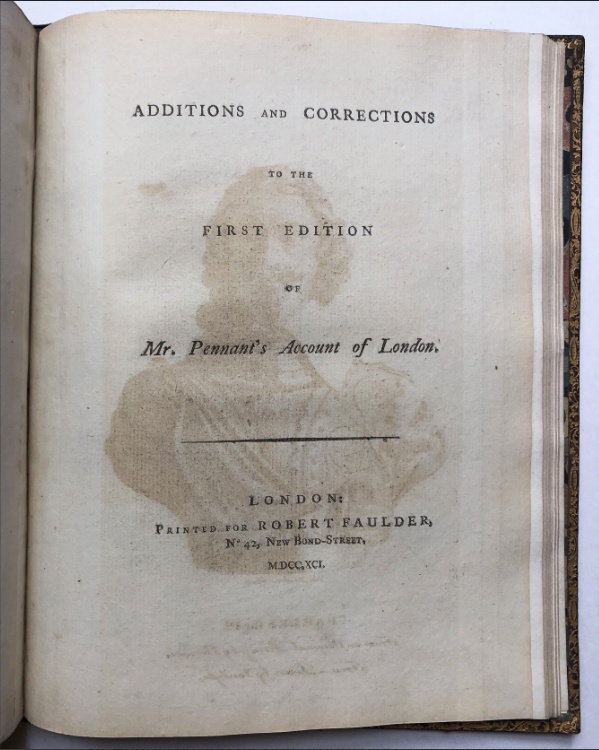 ADDITIONS AND CORRECTIONS
TO THE
FIRST EDITION
OF
Mr. Pennant's Account of London.
LONDON:
PRINTED FOR ROBERT FAULDER,
No 42, NEW BOND-STREET,
M.DCC,XCI.